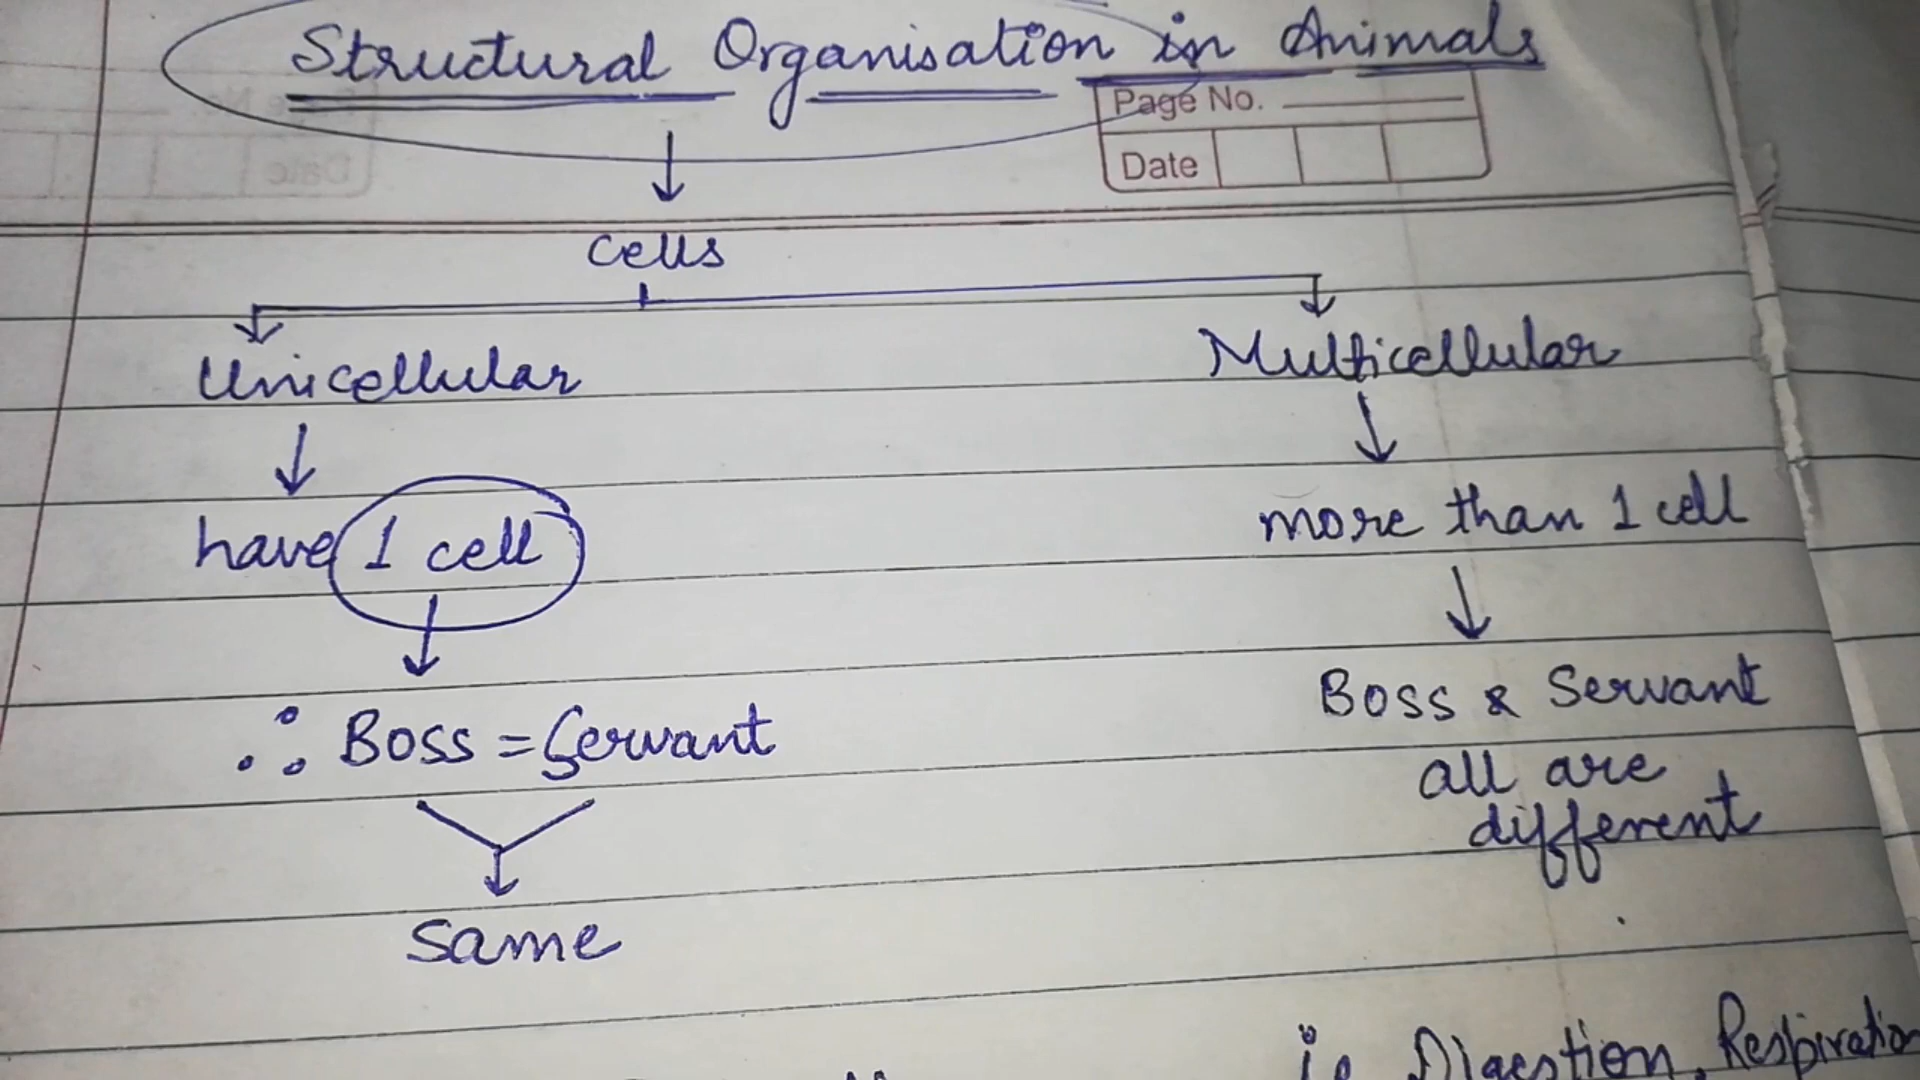 Structural Organisation in Animals
Page No.
Date
cells
Unicellular
Multicellular
have 1 cell
more than 1 cell
∴ Boss = Servant
Boss & Servant
all are
different
Same
Digestion, Respiration